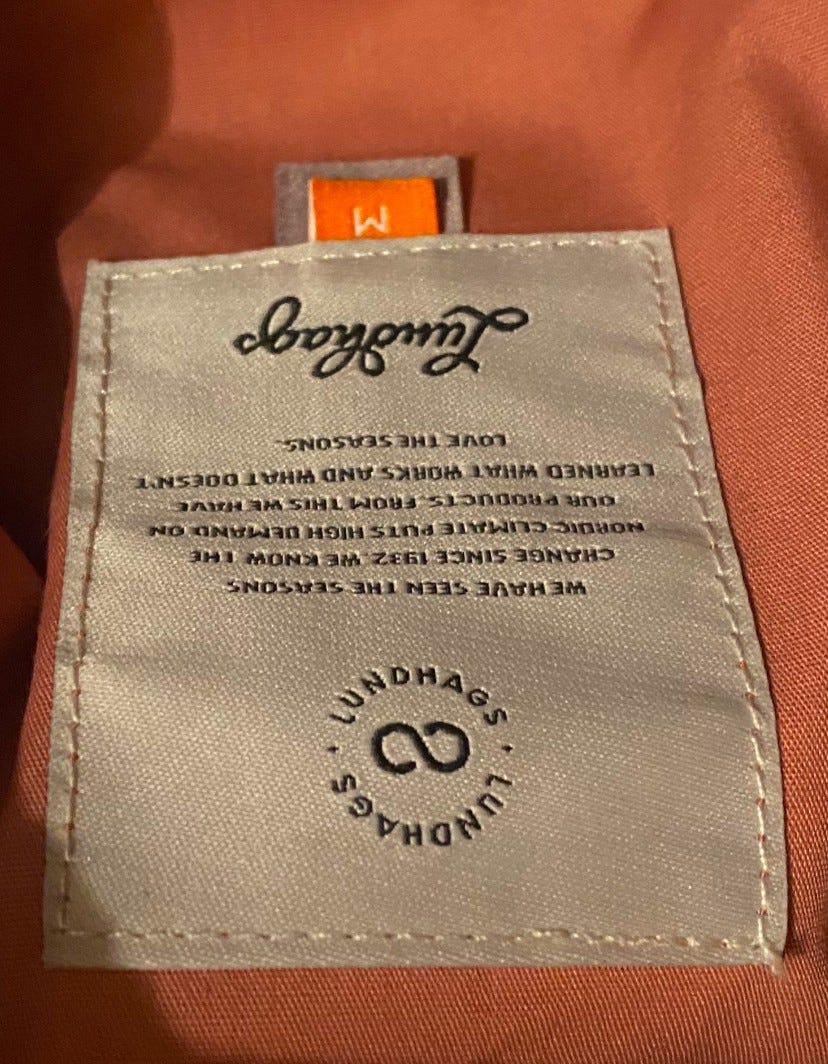 LUNDHAGS · LUNDHAGS ·
WE HAVE SEEN THE SEASONS
CHANGE SINCE 1932. WE KNOW THE
NORDIC CLIMATE PUTS HIGH DEMAND ON
OUR PRODUCTS. FROM THIS WE HAVE
LEARNED WHAT WORKS AND WHAT DOESN'T.
LOVE THE SEASONS.
Lundhags
M